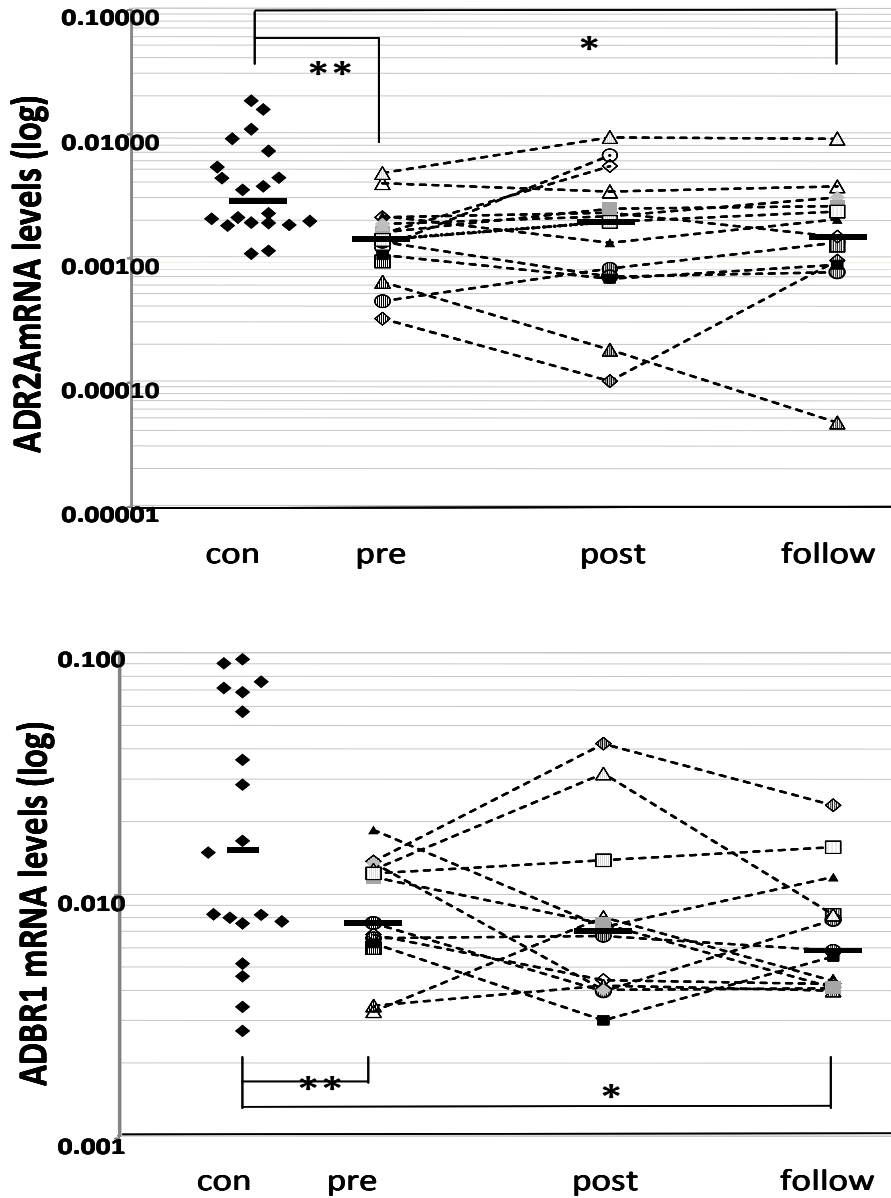 0.10000
*
**
0.01000
0.00100
0.00010
0.00001
ADR2AmRNA levels (log)
con pre post follow
0.100
0.010
ADBR1 mRNA levels (log)
** *
0.001
con pre post follow